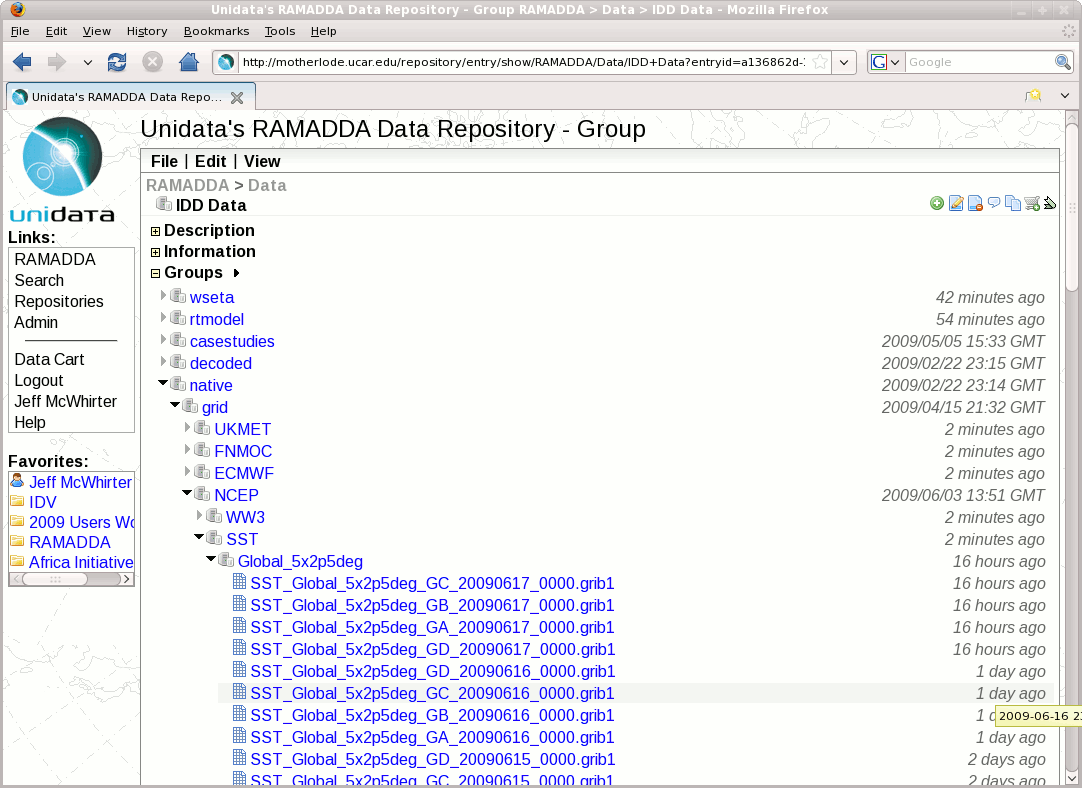 Unidata's RAMADDA Data Repository - Group RAMADDA > Data > IDD Data - Mozilla Firefox
File Edit View History Bookmarks Tools Help
http://motherlode.ucar.edu/repository/entry/show/RAMADDA/Data/IDD+Data?entryid=a136862d-
G Google
Unidata's RAMADDA Data Repo...
unidata
Links:
RAMADDA
Search
Repositories
Admin
Data Cart
Logout
Jeff McWhirter
Help
Favorites:
Jeff McWhirter
IDV
2009 Users Wo
RAMADDA
Africa Initiative
Unidata's RAMADDA Data Repository - Group
File | Edit | View
RAMADDA > Data
IDD Data
Description
Information
Groups
wseta 42 minutes ago
rtmodel 54 minutes ago
casestudies 2009/05/05 15:33 GMT
decoded 2009/02/22 23:15 GMT
native 2009/02/22 23:14 GMT
grid 2009/04/15 21:32 GMT
UKMET 2 minutes ago
FNMOC 2 minutes ago
ECMWF 2 minutes ago
NCEP 2009/06/03 13:51 GMT
WW3 2 minutes ago
SST 2 minutes ago
Global_5x2p5deg 16 hours ago
SST_Global_5x2p5deg_GC_20090617_0000.grib1 16 hours ago
SST_Global_5x2p5deg_GB_20090617_0000.grib1 16 hours ago
SST_Global_5x2p5deg_GA_20090617_0000.grib1 16 hours ago
SST_Global_5x2p5deg_GD_20090617_0000.grib1 16 hours ago
SST_Global_5x2p5deg_GD_20090616_0000.grib1 1 day ago
SST_Global_5x2p5deg_GC_20090616_0000.grib1 1 day ago
SST_Global_5x2p5deg_GB_20090616_0000.grib1 1
2009-06-16
SST_Global_5x2p5deg_GA_20090616_0000.grib1 1 day ago
SST_Global_5x2p5deg_GD_20090615_0000.grib1 2 days ago
SST_Global_5x2p5deg_GC_20090615_0000.grib1 2 days ago